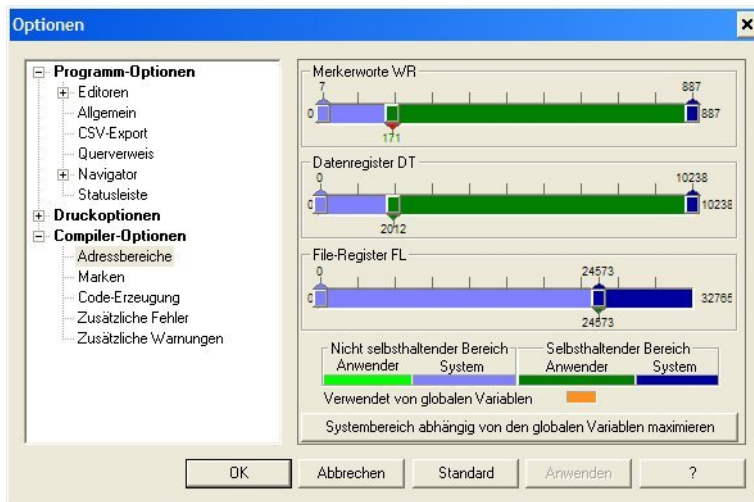 Optionen
Programm-Optionen
Editoren
Allgemein
CSV-Export
Querverweis
Navigator
Statusleiste
Druckoptionen
Compiler-Optionen
Adressbereiche
Marken
Code-Erzeugung
Zusätzliche Fehler
Zusätzliche Warnungen
Merkerworte WR
7 887
0 887
171
Datenregister DT
0 10238
0 10238
2012
File-Register FL
0 24573
0 32765
24573
Nicht selbsthaltender Bereich Selbsthaltender Bereich
Anwender System Anwender System
Verwendet von globalen Variablen
Systembereich abhängig von den globalen Variablen maximieren
OK Abbrechen Standard Anwenden ?